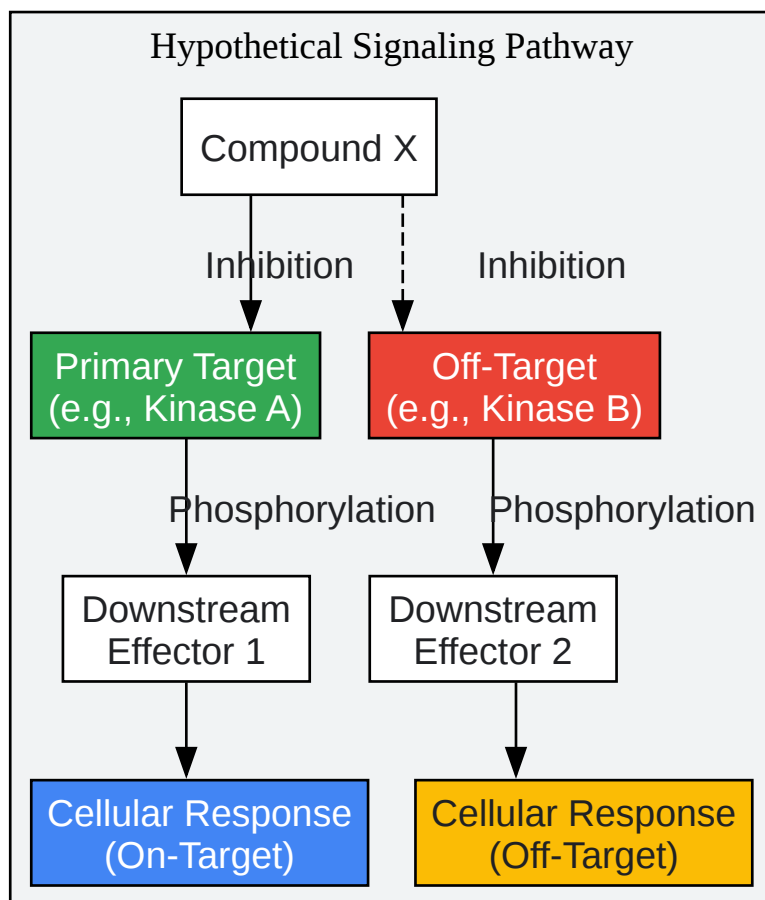 Hypothetical Signaling Pathway
Compound X
Inhibition
Inhibition
Primary Target
(e.g., Kinase A)
Off-Target
(e.g., Kinase B)
Phosphorylation
Phosphorylation
Downstream
Effector 1
Downstream
Effector 2
Cellular Response
(On-Target)
Cellular Response
(Off-Target)